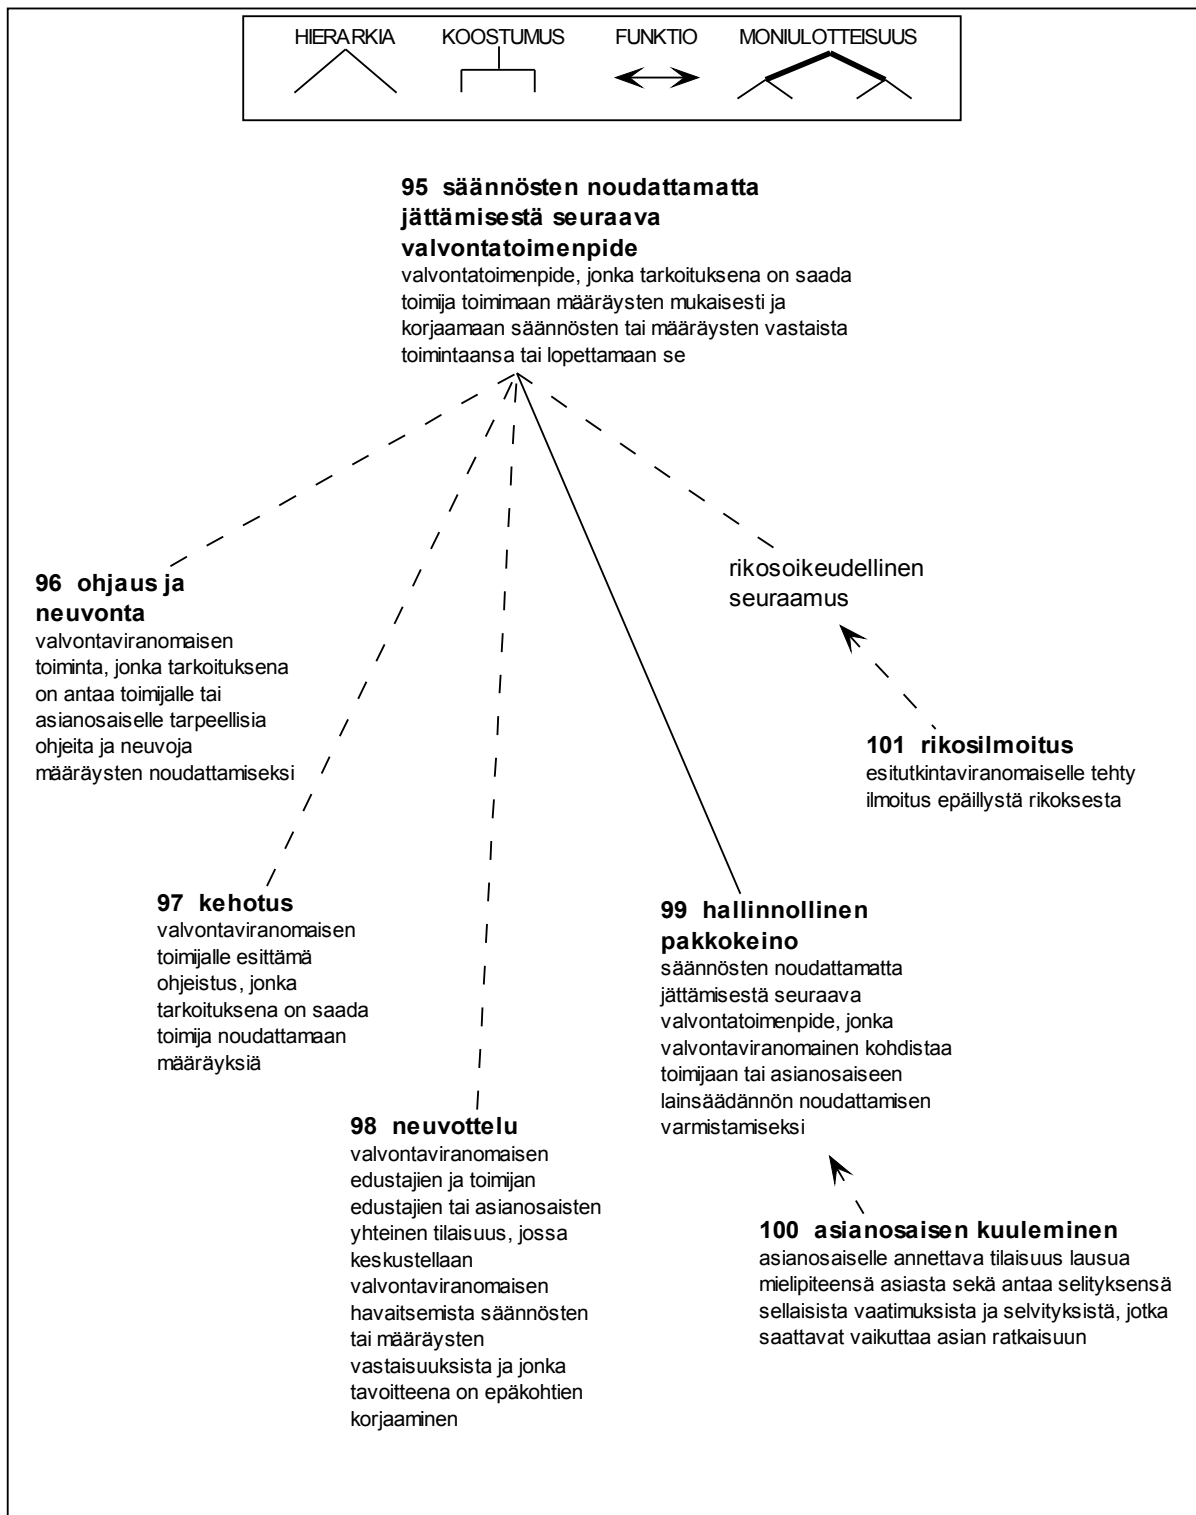 HIERARKIA KOOSTUMUS FUNKTIO MONIULOTTEISUUS
95 säännösten noudattamatta
jättämisestä seuraava
valvontatoimenpide
valvontatoimenpide, jonka tarkoituksena on saada
toimija toimimaan määräysten mukaisesti ja
korjaamaan säännösten tai määräysten vastaista
toimintaansa tai lopettamaan se
96 ohjaus ja
neuvonta
valvontaviranomaisen
toiminta, jonka tarkoituksena
on antaa toimijalle tai
asianosaiselle tarpeellisia
ohjeita ja neuvoja
määräysten noudattamiseksi
rikosoikeudellinen
seuraamus
101 rikosilmoitus
esitutkintaviranomaiselle tehty
ilmoitus epäillystä rikoksesta
97 kehotus
valvontaviranomaisen
toimijalle esittämä
ohjeistus, jonka
tarkoituksena on saada
toimija noudattamaan
määräyksiä
99 hallinnollinen
pakkokeino
säännösten noudattamatta
jättämisestä seuraava
valvontatoimenpide, jonka
valvontaviranomainen kohdistaa
toimijaan tai asianosaiseen
lainsäädännön noudattamisen
varmistamiseksi
98 neuvottelu
valvontaviranomaisen
edustajien ja toimijan
edustajien tai asianosaisten
yhteinen tilaisuus, jossa
keskustellaan
valvontaviranomaisen
havaitsemista säännösten
tai määräysten
vastaisuuksista ja jonka
tavoitteena on epäkohtien
korjaaminen
100 asianosaisen kuuleminen
asianosaiselle annettava tilaisuus lausua
mielipiteensä asiasta sekä antaa selityksensä
sellaisista vaatimuksista ja selvityksistä, jotka
saattavat vaikuttaa asian ratkaisuun